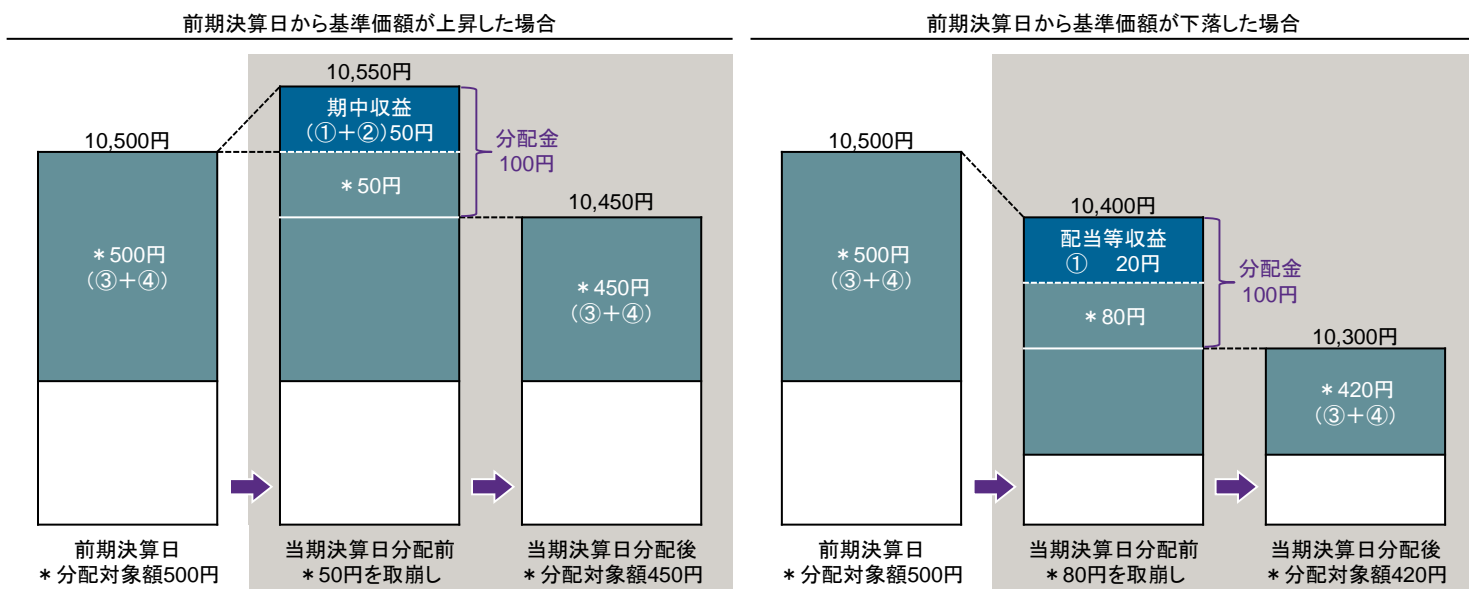 前期決算日から基準価額が上昇した場合
10,500円
＊500円
(③＋④)
前期決算日
＊分配対象額500円
10,550円
期中収益
(①＋②)50円
＊50円
分配金
100円
当期決算日分配前
＊50円を取崩し
10,450円
＊450円
(③＋④)
当期決算日分配後
＊分配対象額450円
前期決算日から基準価額が下落した場合
10,500円
＊500円
(③＋④)
前期決算日
＊分配対象額500円
10,400円
配当等収益
①　20円
＊80円
分配金
100円
当期決算日分配前
＊80円を取崩し
10,300円
＊420円
(③＋④)
当期決算日分配後
＊分配対象額420円